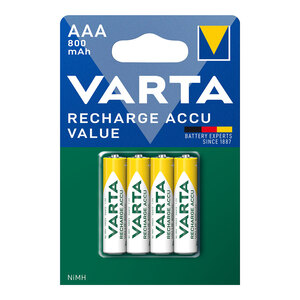 AAA
800
mAh
VARTA
RECHARGE ACCU
VALUE
BATTERY EXPERTS
SINCE 1887
VARTA
RECHARGE ACCU
VARTA
RECHARGE ACCU
VARTA
RECHARGE ACCU
VARTA
RECHARGE ACCU
NiMH